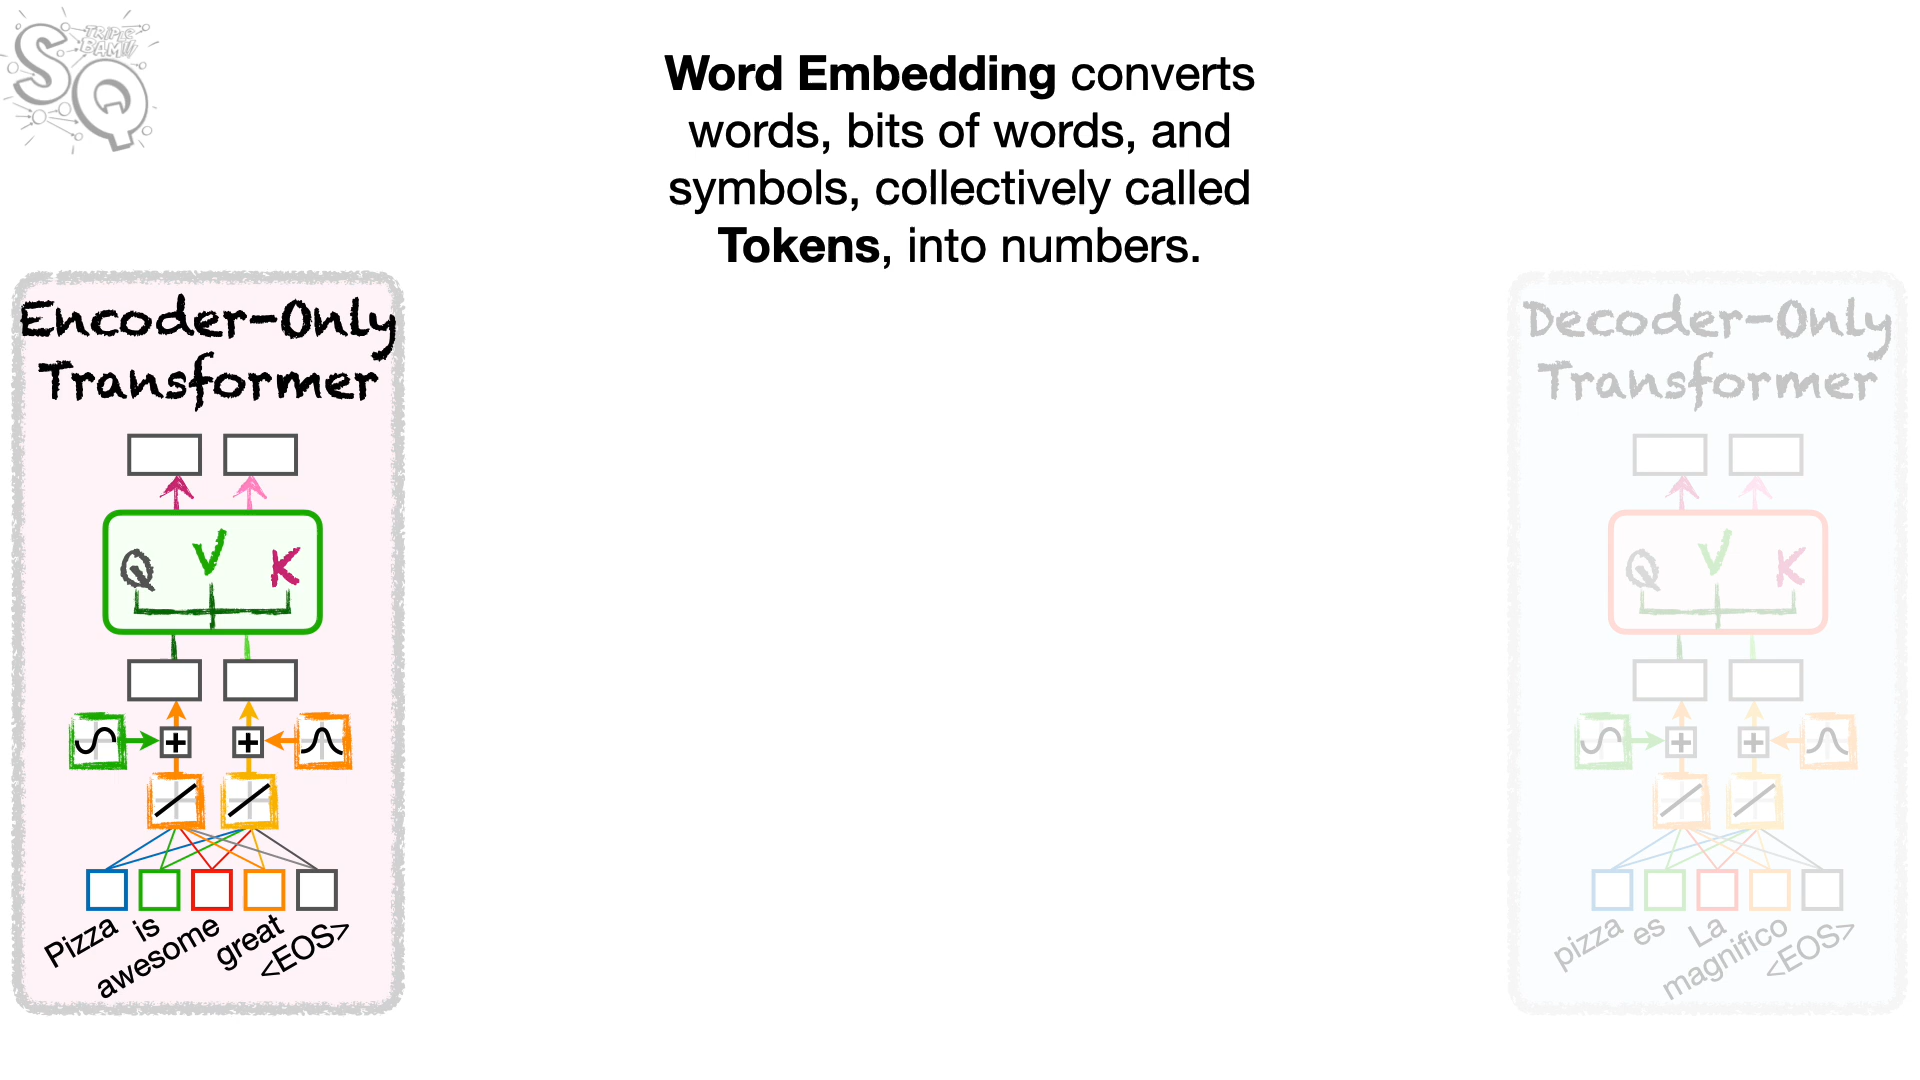 SQ
TRIPLE
BAM!!!
Word Embedding converts
words, bits of words, and
symbols, collectively called
Tokens, into numbers.
Encoder-Only
Transformer
Q V K
+ +
Pizza is awesome great <EOS>
Decoder-Only
Transformer
Q V K
+ +
pizza es La magnifico <EOS>